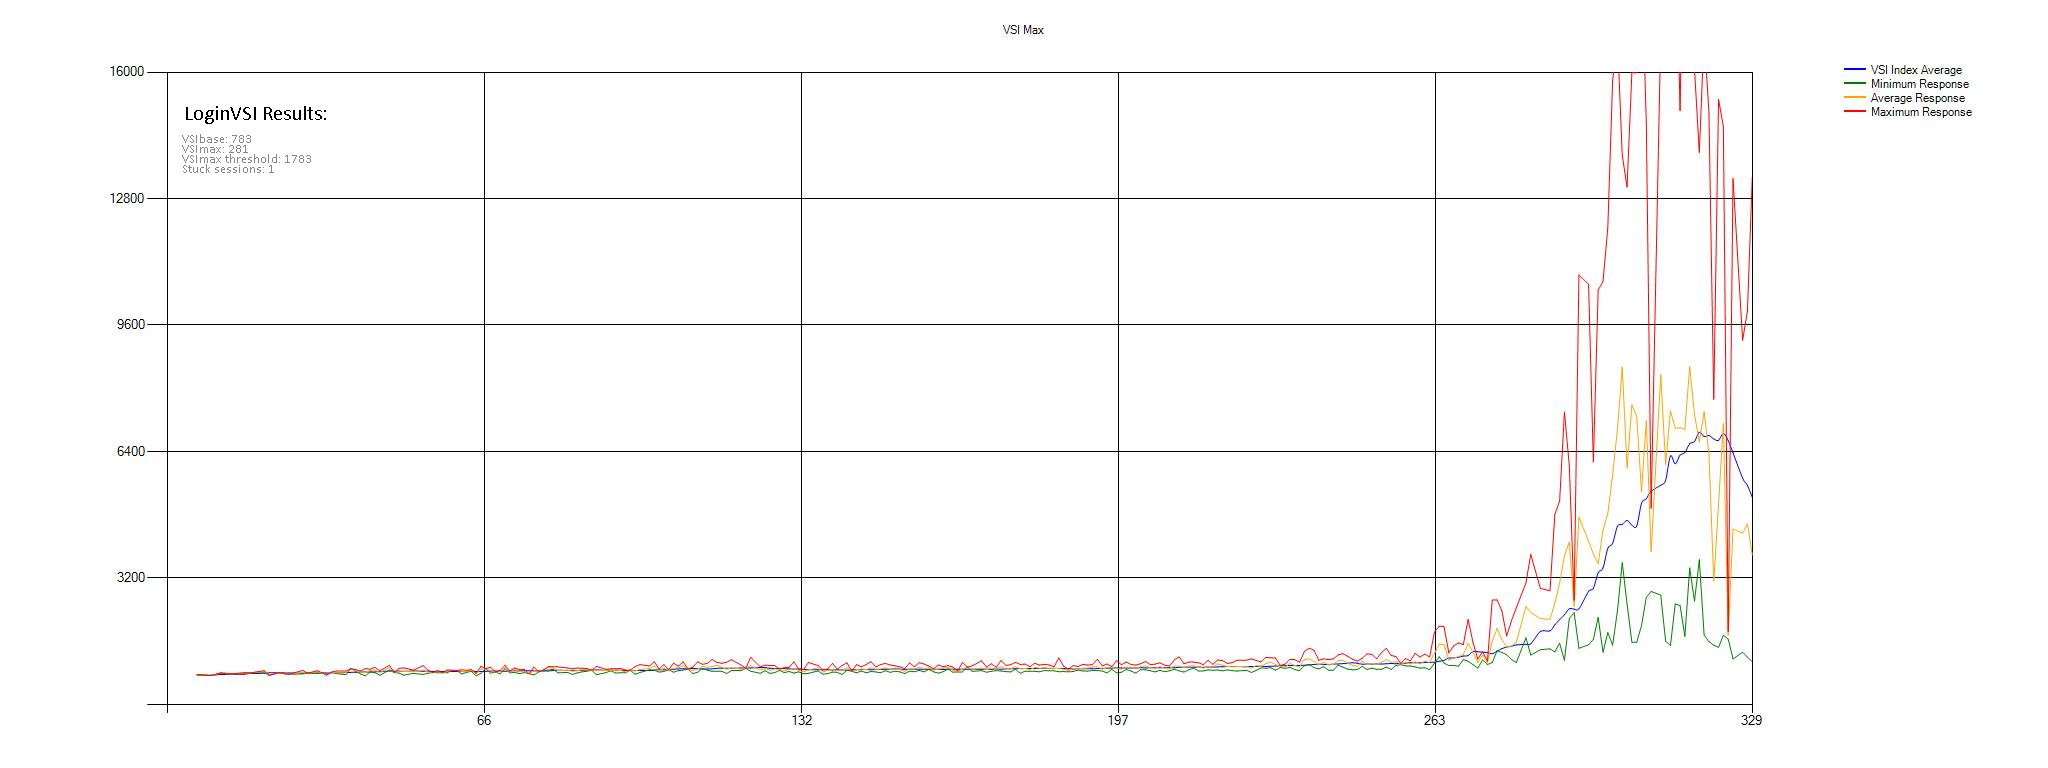 VSI Max
16000
12800
9600
6400
3200
LoginVSI Results:
VSIbase: 783
VSImax: 281
VSImax threshold: 1783
Stuck sessions: 1
66
132
197
263
329
VSI Index Average
Minimum Response
Average Response
Maximum Response